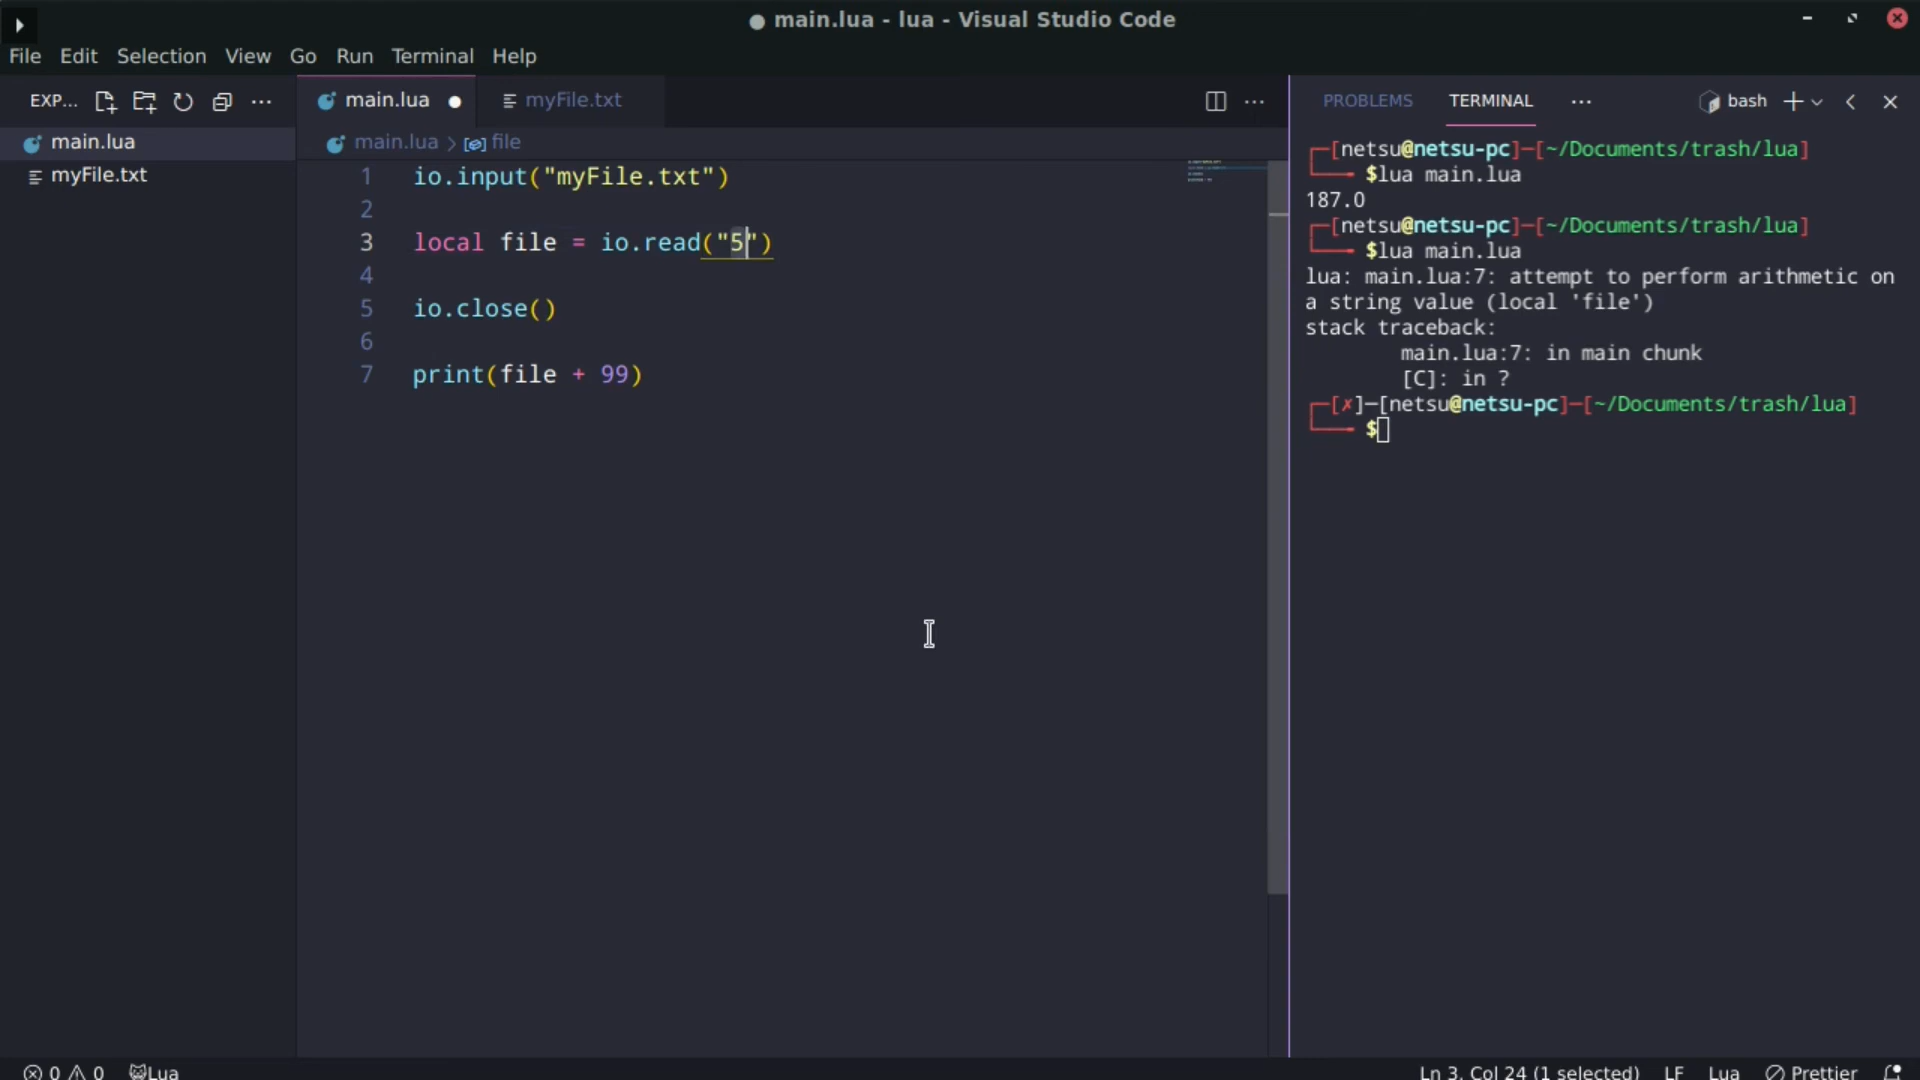 ● main.lua - lua - Visual Studio Code
File Edit Selection View Go Run Terminal Help
EXP... ···
main.lua
myFile.txt
main.lua ● myFile.txt ···
main.lua > file
1 io.input("myFile.txt")
2
3 local file = io.read("5")
4
5 io.close()
6
7 print(file + 99)
PROBLEMS TERMINAL ··· bash
┌─[netsu@netsu-pc]─[~/Documents/trash/lua]
└── $lua main.lua
187.0
┌─[netsu@netsu-pc]─[~/Documents/trash/lua]
└── $lua main.lua
lua: main.lua:7: attempt to perform arithmetic on
a string value (local 'file')
stack traceback:
main.lua:7: in main chunk
[C]: in ?
┌─[✗]─[netsu@netsu-pc]─[~/Documents/trash/lua]
└── $
0 0 Lua Ln 3, Col 24 (1 selected) LF Lua Prettier